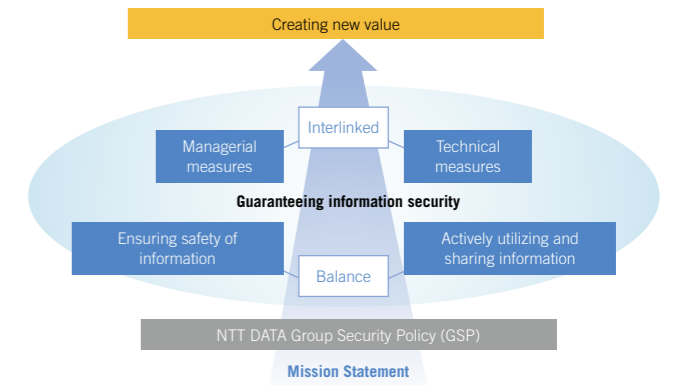 Creating new value
Interlinked
Managerial
measures
Technical
measures
Guaranteeing information security
Ensuring safety of
information
Actively utilizing and
sharing information
Balance
NTT DATA Group Security Policy (GSP)
Mission Statement